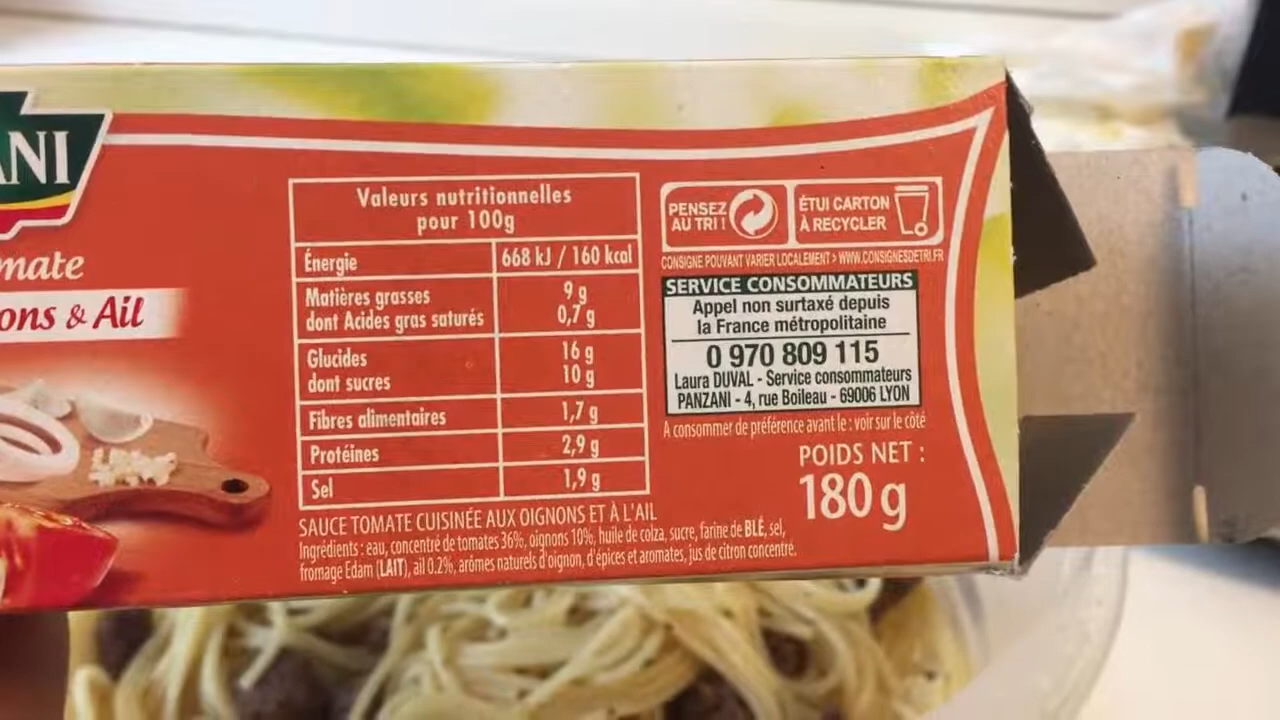 ANI
mate
ons & Ail
Valeurs nutritionnelles
pour 100g
Énergie 668 kJ / 160 kcal
Matières grasses 9 g
dont Acides gras saturés 0,7 g
Glucides 16 g
dont sucres 10 g
Fibres alimentaires 1,7 g
Protéines 2,9 g
Sel 1,9 g
SAUCE TOMATE CUISINÉE AUX OIGNONS ET À L'AIL
Ingrédients : eau, concentré de tomates 36%, oignons 10%, huile de colza, sucre, farine de BLÉ, sel,
fromage Edam (LAIT), ail 0.2%, arômes naturels d'oignon, d'épices et aromates, jus de citron concentré.
PENSEZ
AU TRI !
ÉTUI CARTON
À RECYCLER
CONSIGNE POUVANT VARIER LOCALEMENT > WWW.CONSIGNESDETRI.FR
SERVICE CONSOMMATEURS
Appel non surtaxé depuis
la France métropolitaine
0 970 809 115
Laura DUVAL - Service consommateurs
PANZANI - 4, rue Boileau - 69006 LYON
A consommer de préférence avant le : voir sur le côté
POIDS NET :
180 g